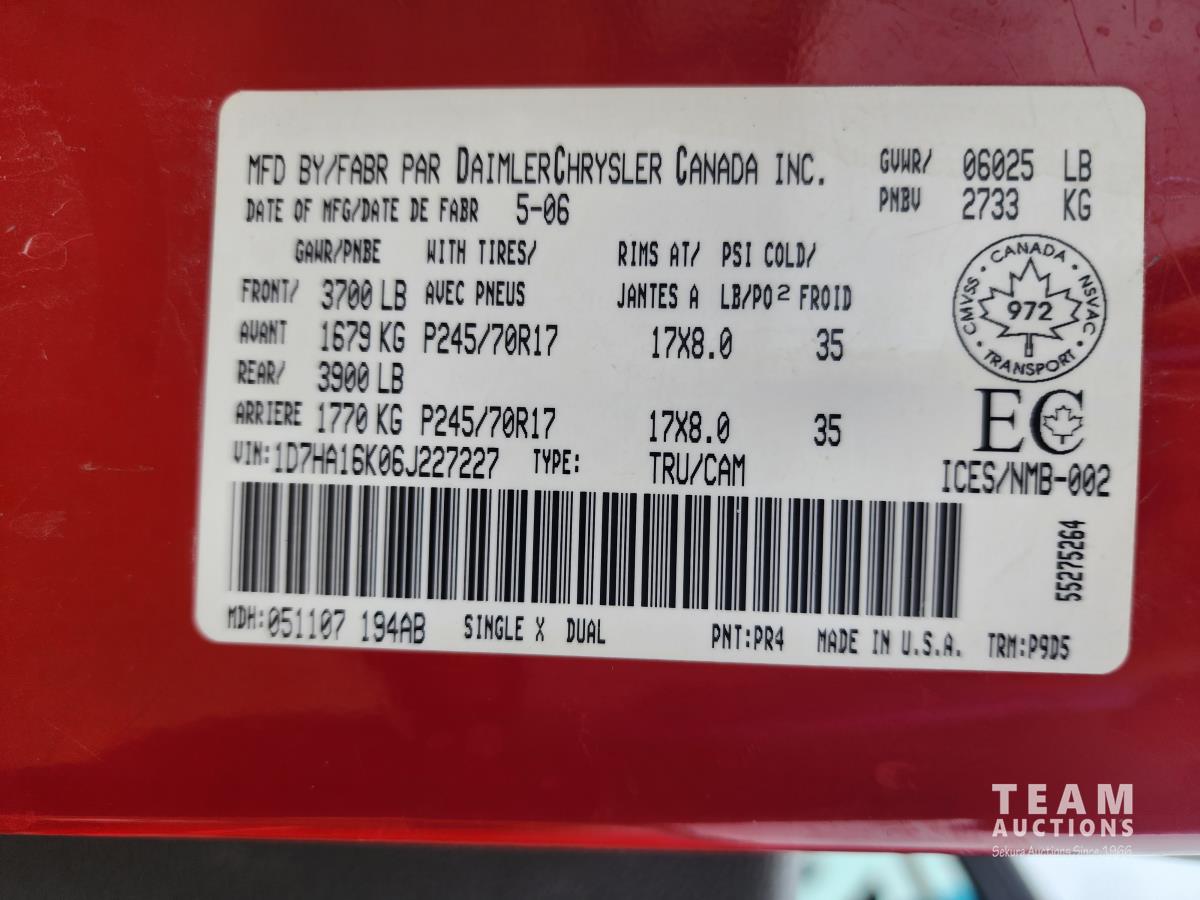 MFD BY/FABR PAR DAIMLERCHRYSLER CANADA INC. GVWR/ 06025 LB
DATE OF MFG/DATE DE FABR 5-06 PNBV 2733 KG
GAWR/PNBE WITH TIRES/ RIMS AT/ PSI COLD/
FRONT/ 3700 LB AVEC PNEUS JANTES A LB/PO² FROID
AVANT 1679 KG P245/70R17 17X8.0 35
REAR/ 3900 LB
ARRIERE 1770 KG P245/70R17 17X8.0 35
VIN: 1D7HA16K06J227227 TYPE: TRU/CAM
CANADA · NSVAC · TRANSPORT · CMVSS
972
EC
ICES/NMB-002
55275264
MDH: 051107 194AB SINGLE X DUAL PNT:PR4 MADE IN U.S.A. TRM:P9D5
TEAM
AUCTIONS
Sekura Auctions Since 1966